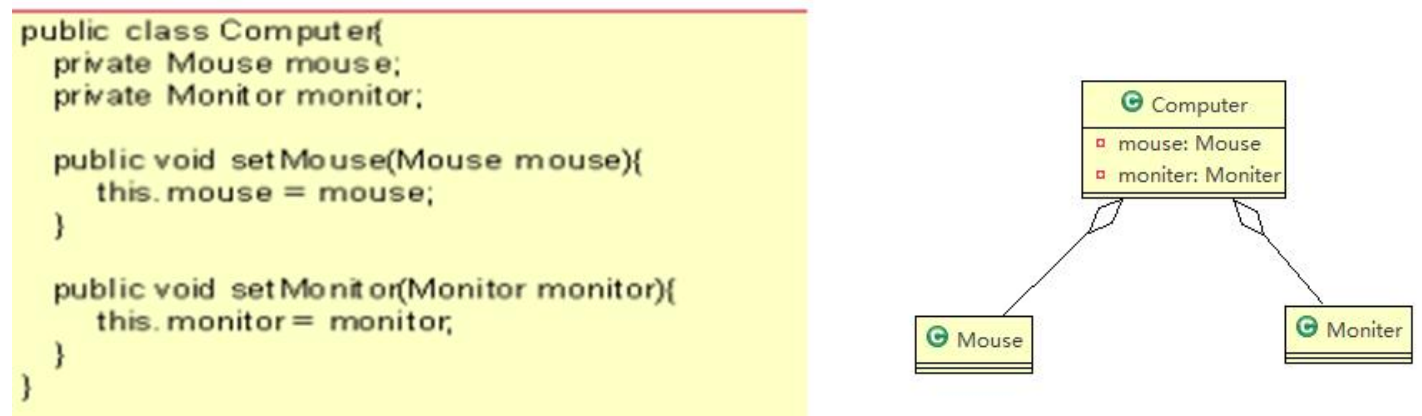 public class Computer{
private Mouse mouse;
private Monitor monitor;
public void setMouse(Mouse mouse){
this.mouse = mouse;
}
public void setMonitor(Monitor monitor){
this.monitor = monitor;
}
}
C Computer
mouse: Mouse
moniter: Moniter
C Mouse
C Moniter